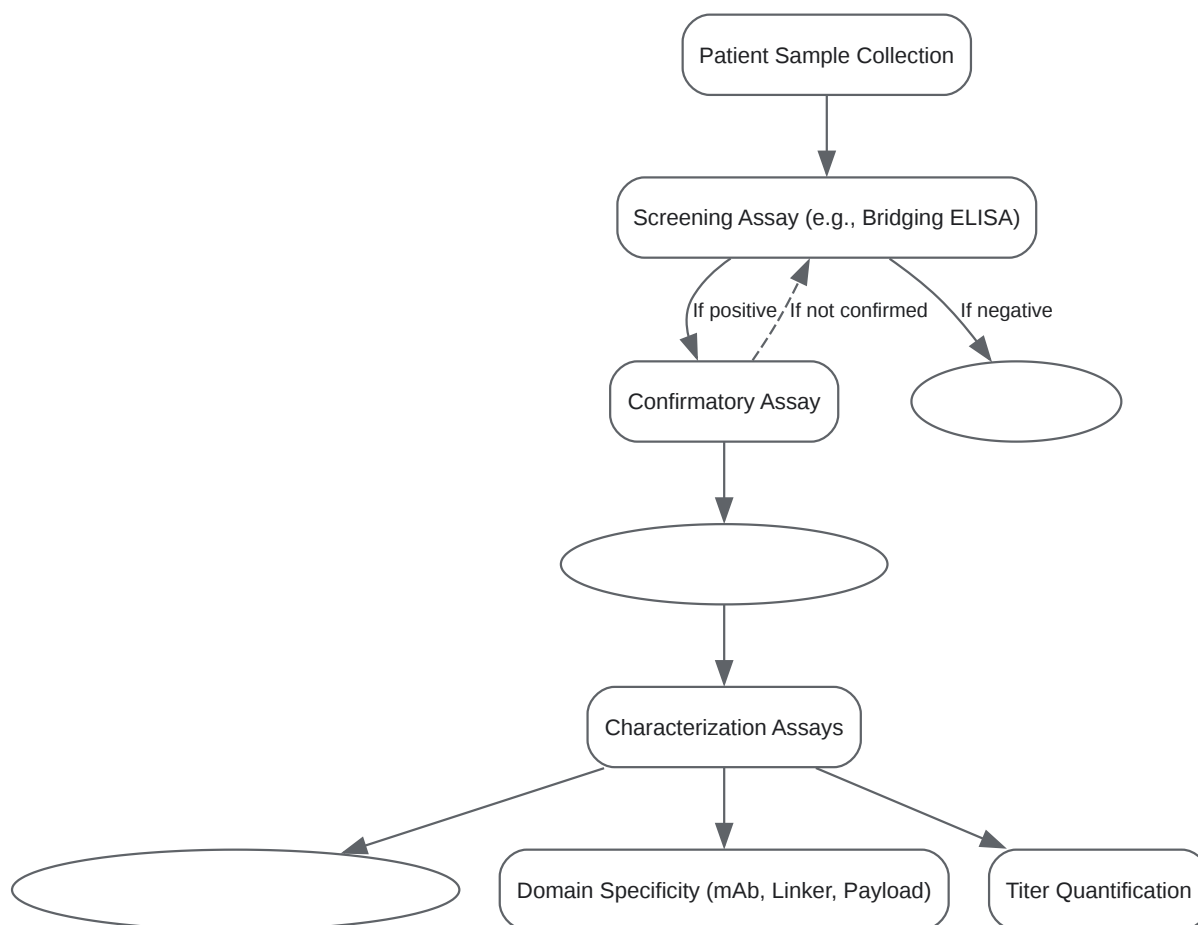 Patient Sample Collection
Screening Assay (e.g., Bridging ELISA)
If positive
If not confirmed
If negative
Confirmatory Assay
Characterization Assays
Domain Specificity (mAb, Linker, Payload)
Titer Quantification